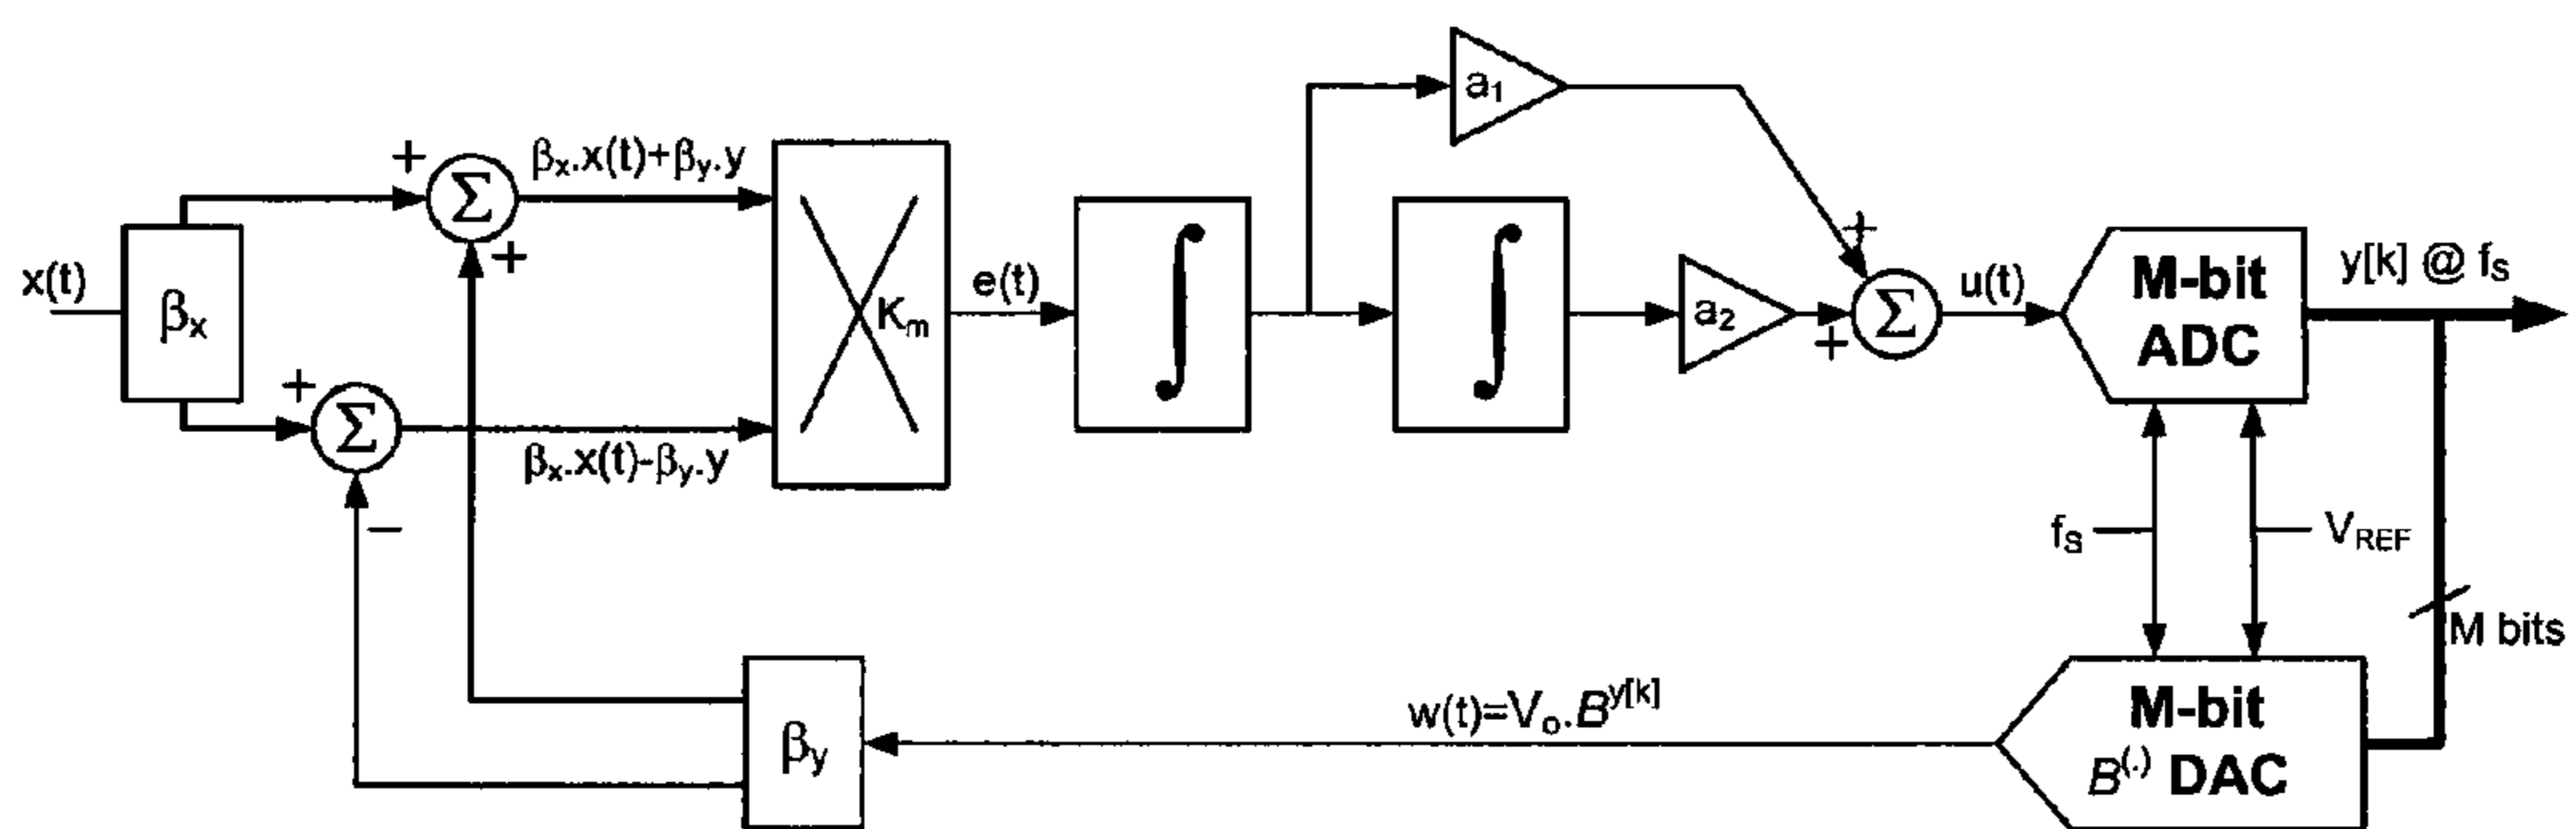 x(t)
βx
+
Σ
+
βx.x(t)+βy.y
+
Σ
−
βx.x(t)-βy.y
Km
e(t)
∫
∫
a1
a2
+
+
Σ
u(t)
M-bit
ADC
y[k] @ fS
fS
VREF
M bits
M-bit
B(.) DAC
w(t)=Vo.By[k]
βy